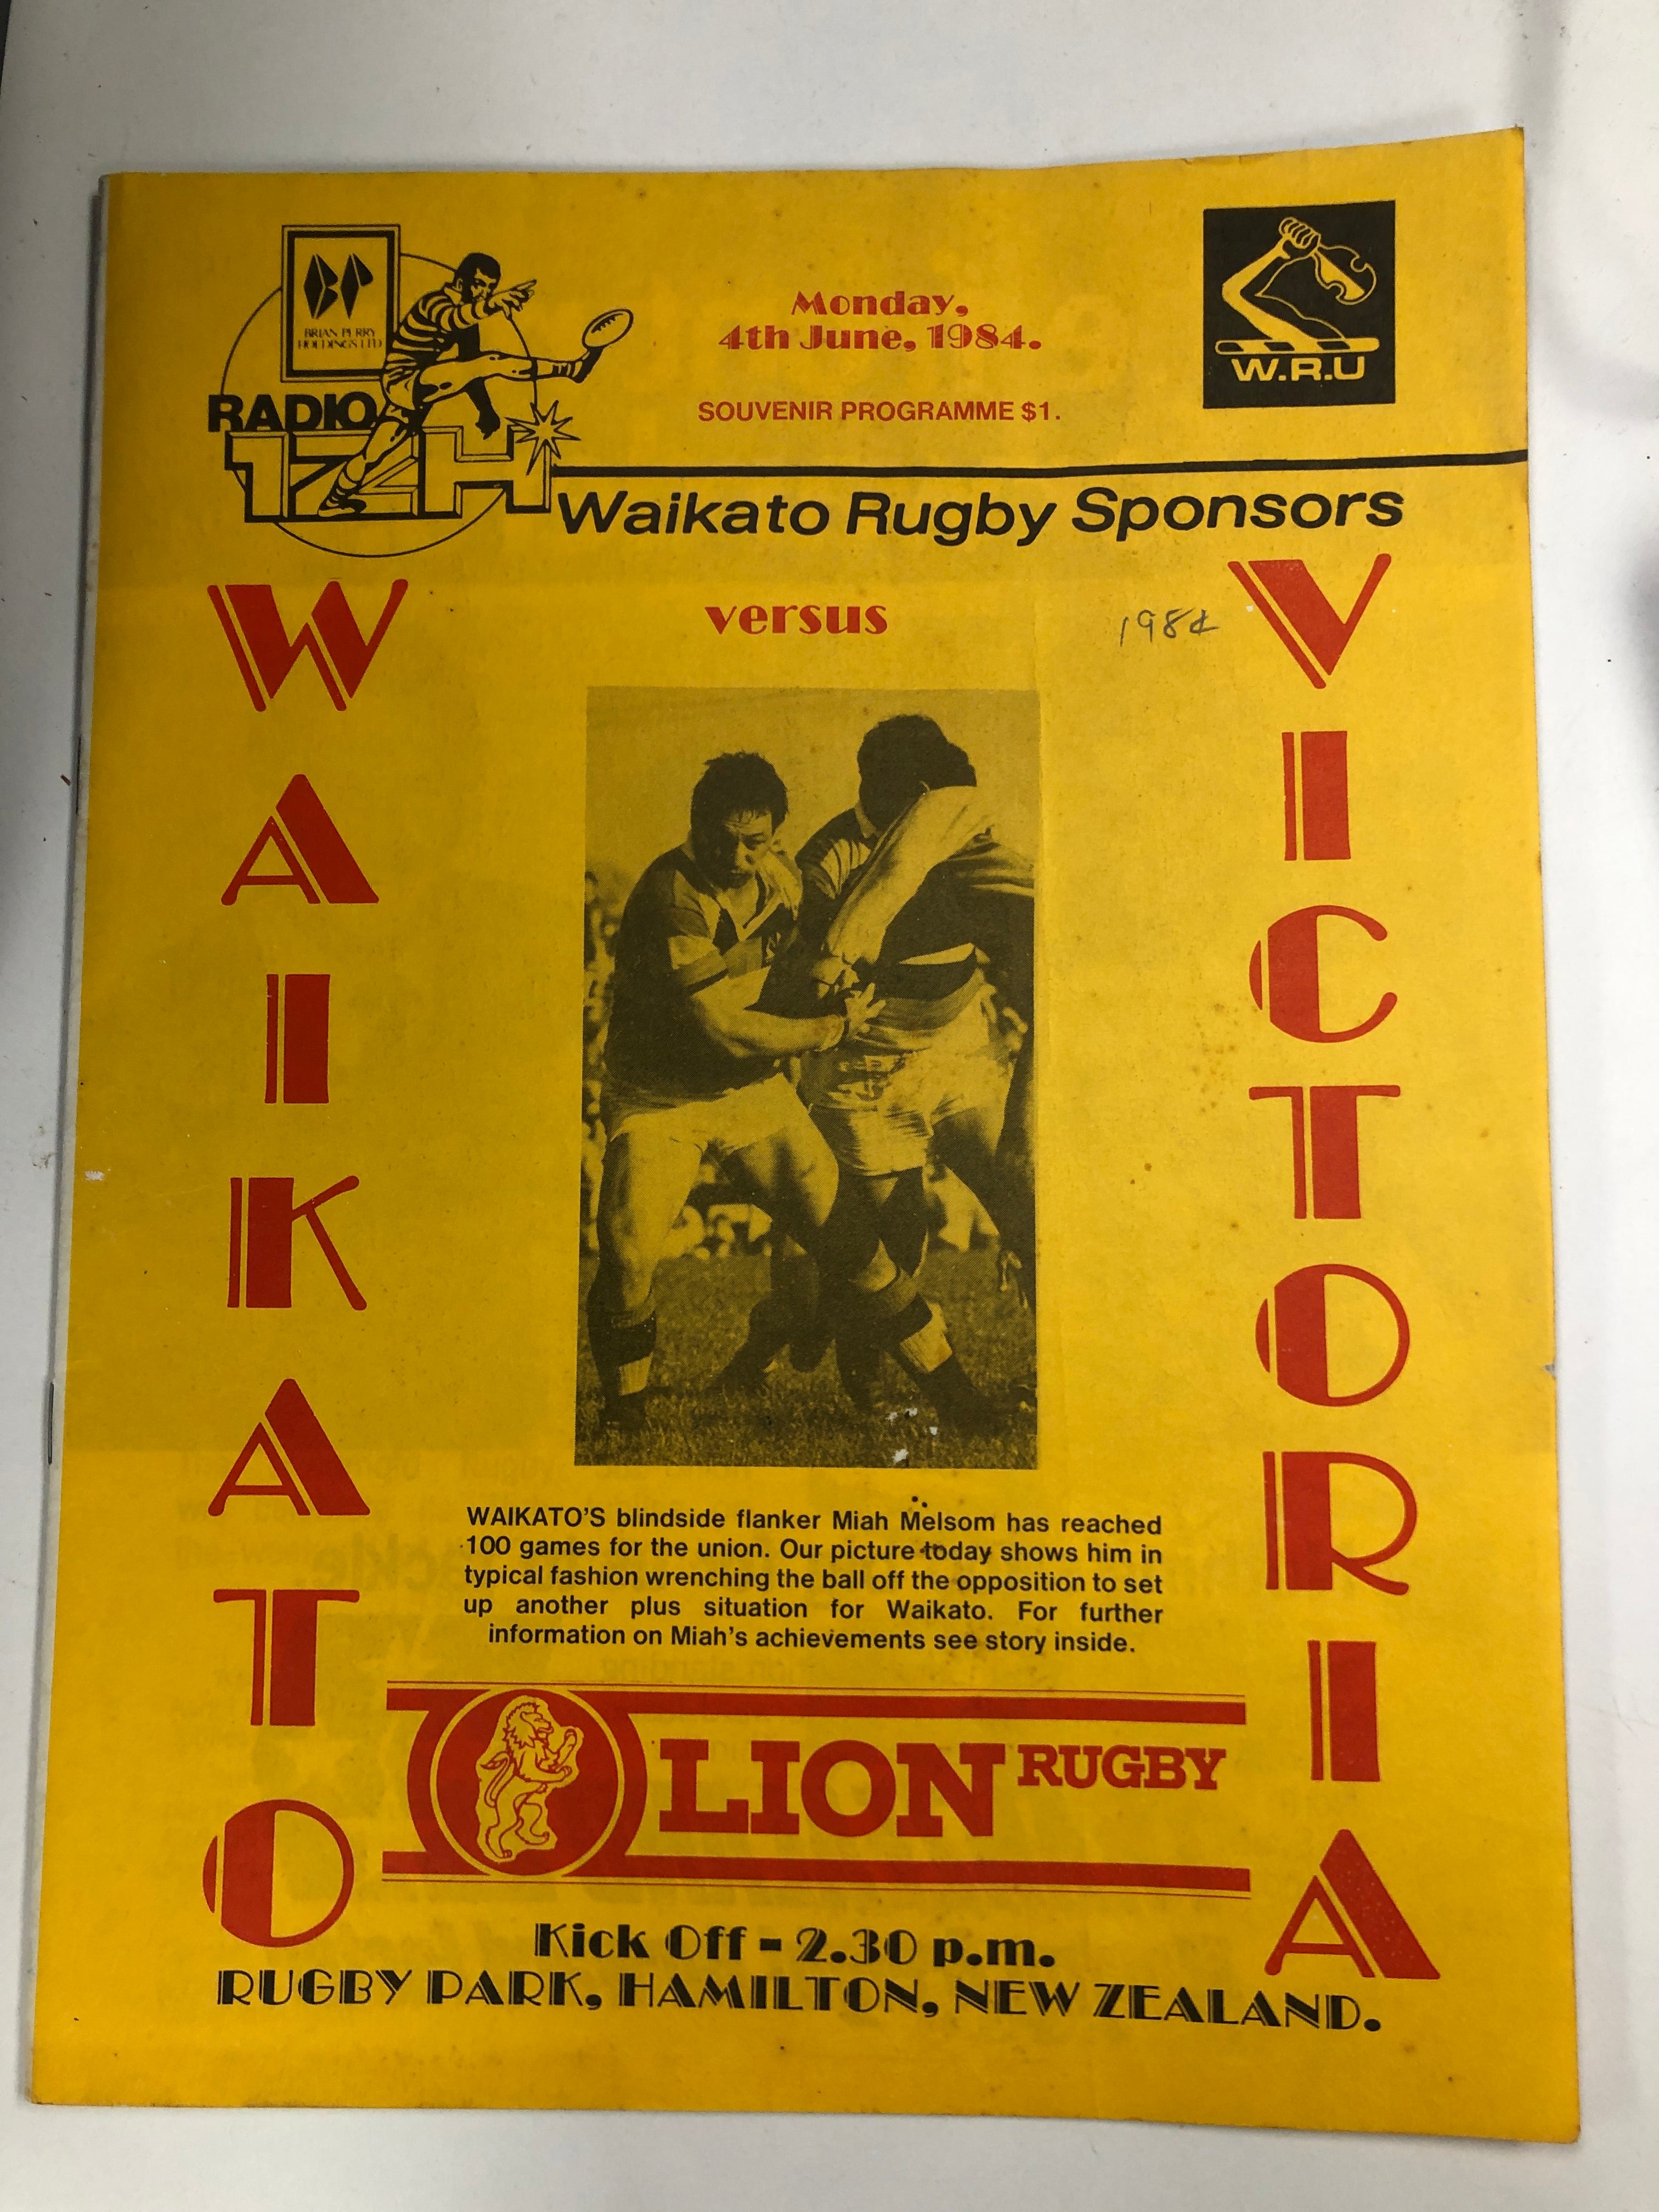 BP
BRIAN PERRY
HOLDINGS LTD
RADIO
1ZH
Monday,
4th June, 1984.
SOUVENIR PROGRAMME $1.
W.R.U
Waikato Rugby Sponsors
WAIKATO
versus
1984
VICTORIA
WAIKATO'S blindside flanker Miah Melsom has reached
100 games for the union. Our picture today shows him in
typical fashion wrenching the ball off the opposition to set
up another plus situation for Waikato. For further
information on Miah's achievements see story inside.
LION RUGBY
Kick Off - 2.30 p.m.
RUGBY PARK, HAMILTON, NEW ZEALAND.